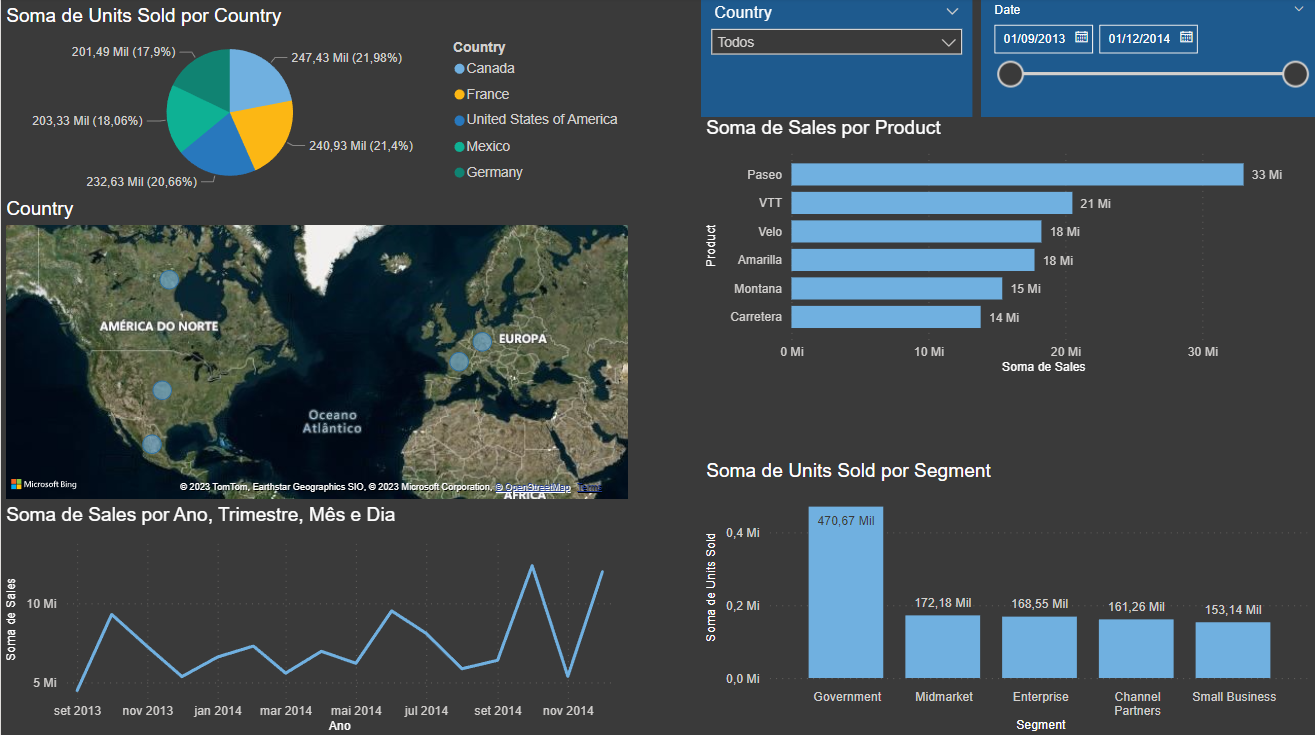 Soma de Units Sold por Country
201,49 Mil (17,9%)
247,43 Mil (21,98%)
203,33 Mil (18,06%)
240,93 Mil (21,4%)
232,63 Mil (20,66%)
Country
Canada
France
United States of America
Mexico
Germany
Country
Todos
Date
01/09/2013
01/12/2014
Country
AMÉRICA DO NORTE
EUROPA
Oceano
Atlântico
ÁFRICA
Microsoft Bing
© 2023 TomTom, Earthstar Geographics SIO, © 2023 Microsoft Corporation, © OpenStreetMap
Soma de Sales por Product
Product
Paseo 33 Mi
VTT 21 Mi
Velo 18 Mi
Amarilla 18 Mi
Montana 15 Mi
Carretera 14 Mi
0 Mi 10 Mi 20 Mi 30 Mi
Soma de Sales
Soma de Sales por Ano, Trimestre, Mês e Dia
Soma de Sales
10 Mi
5 Mi
set 2013 nov 2013 jan 2014 mar 2014 mai 2014 jul 2014 set 2014 nov 2014
Ano
Soma de Units Sold por Segment
Soma de Units Sold
0,4 Mi
0,2 Mi
0,0 Mi
470,67 Mil
172,18 Mil
168,55 Mil
161,26 Mil
153,14 Mil
Government
Midmarket
Enterprise
Channel
Partners
Small Business
Segment